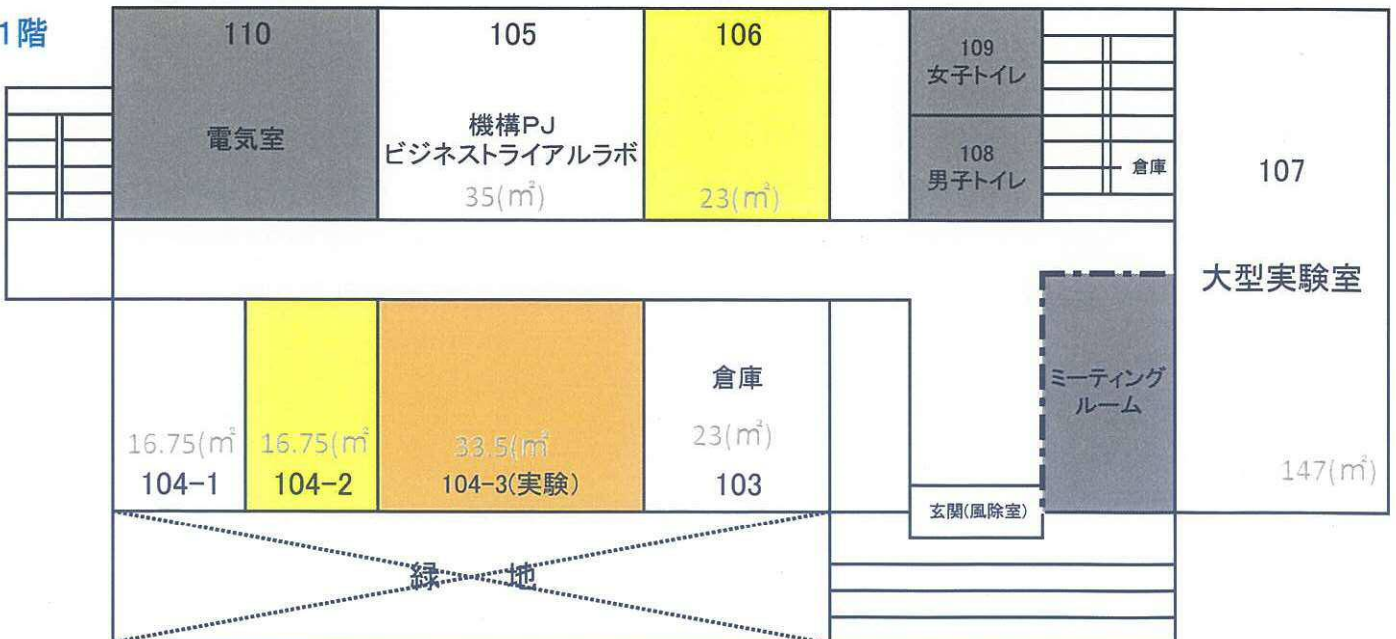 1階
110
電気室
105
機構PJ
ビジネストライアルラボ
35(㎡)
106
23(㎡)
109
女子トイレ
108
男子トイレ
倉庫
107
大型実験室
147(㎡)
16.75(㎡
104-1
16.75(㎡
104-2
33.5(㎡
104-3(実験)
倉庫
23(㎡)
103
玄関(風除室)
ミーティング
ルーム
緑 地